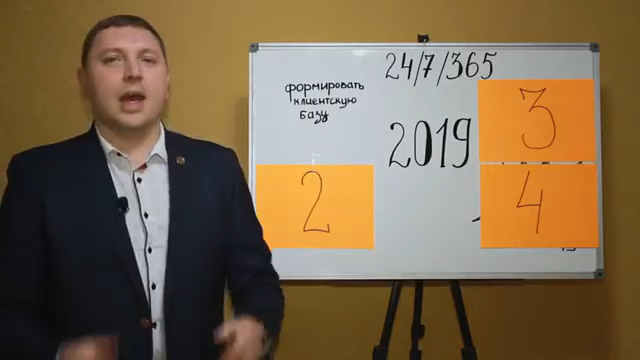 24/7/365
формировать
клиентскую
базу
2019
3
2
4